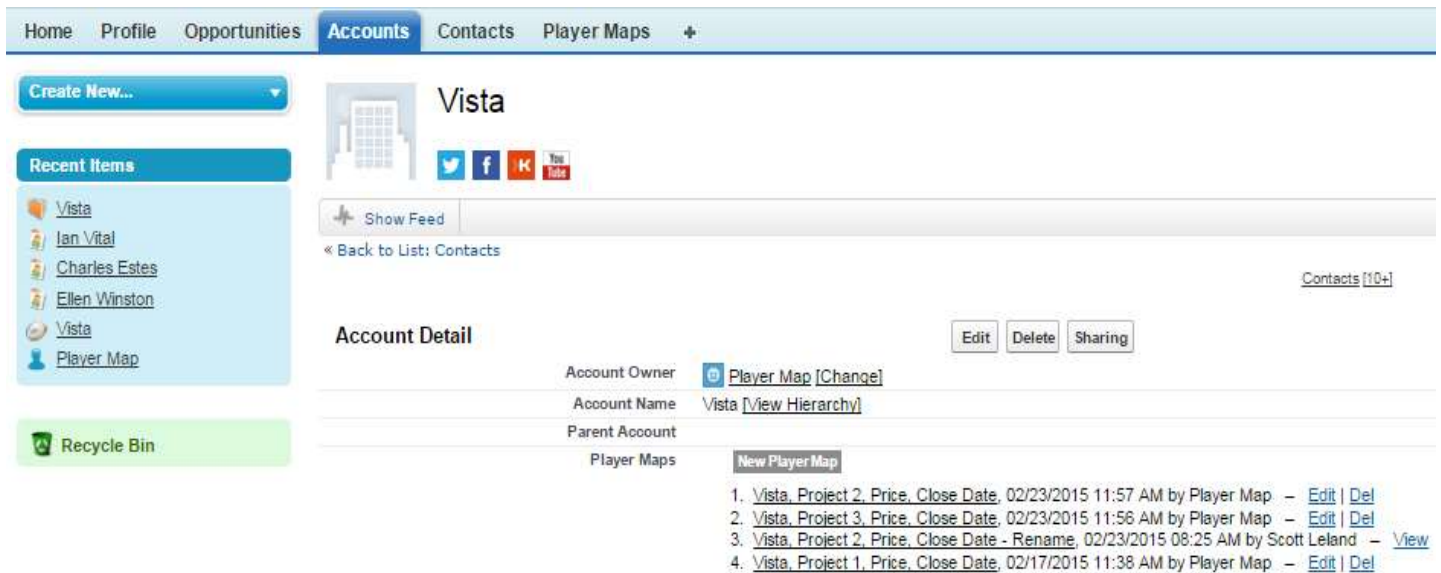 Home Profile Opportunities Accounts Contacts Player Maps +
Create New...
Recent Items
Vista
Ian Vital
Charles Estes
Ellen Winston
Vista
Player Map
Recycle Bin
Vista
You
Tube
Show Feed
« Back to List: Contacts
Contacts [10+]
Account Detail
Edit Delete Sharing
Account Owner Player Map [Change]
Account Name Vista [View Hierarchy]
Parent Account
Player Maps New Player Map
1. Vista, Project 2, Price, Close Date, 02/23/2015 11:57 AM by Player Map – Edit | Del
2. Vista, Project 3, Price, Close Date, 02/23/2015 11:56 AM by Player Map – Edit | Del
3. Vista, Project 2, Price, Close Date - Rename, 02/23/2015 08:25 AM by Scott Leland – View
4. Vista, Project 1, Price, Close Date, 02/17/2015 11:38 AM by Player Map – Edit | Del